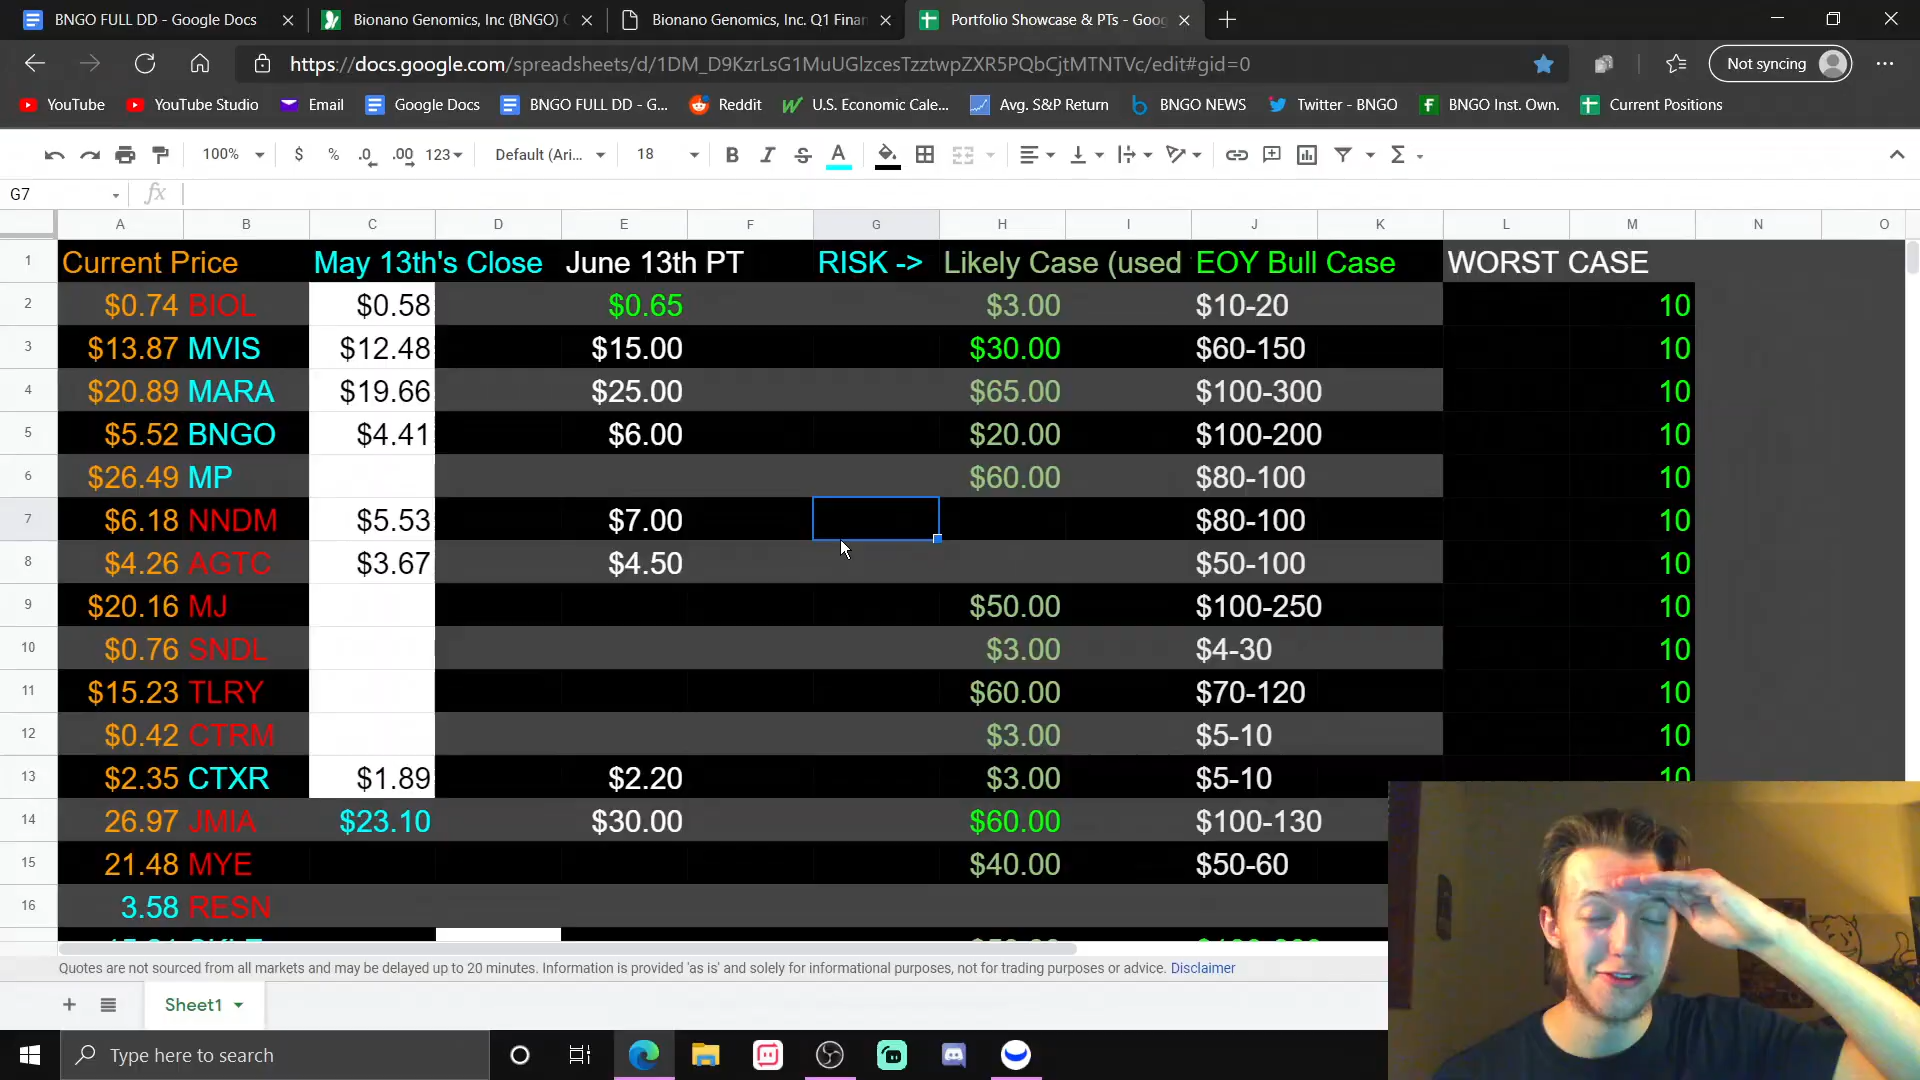 BNGO FULL DD - Google Docs
Bionano Genomics, Inc (BNGO)
Bionano Genomics, Inc. Q1 Finan
Portfolio Showcase & PTs - Goog
https://docs.google.com/spreadsheets/d/1DM_D9KzrLsG1MuUGlzcesTzztwpZXR5PQbCjtMTNTVc/edit#gid=0
Not syncing
YouTube
YouTube Studio
Email
Google Docs
BNGO FULL DD - G...
Reddit
U.S. Economic Cale...
Avg. S&P Return
BNGO NEWS
Twitter - BNGO
BNGO Inst. Own.
Current Positions
100% $ % .0 .00 123 Default (Ari... 18 B I S A Σ
G7 fx
A B C D E F G H I J K L M N O
1 Current Price May 13th's Close June 13th PT RISK -> Likely Case (used EOY Bull Case WORST CASE
2 $0.74 BIOL $0.58 $0.65 $3.00 $10-20 10
3 $13.87 MVIS $12.48 $15.00 $30.00 $60-150 10
4 $20.89 MARA $19.66 $25.00 $65.00 $100-300 10
5 $5.52 BNGO $4.41 $6.00 $20.00 $100-200 10
6 $26.49 MP $60.00 $80-100 10
7 $6.18 NNDM $5.53 $7.00 $80-100 10
8 $4.26 AGTC $3.67 $4.50 $50-100 10
9 $20.16 MJ $50.00 $100-250 10
10 $0.76 SNDL $3.00 $4-30 10
11 $15.23 TLRY $60.00 $70-120 10
12 $0.42 CTRM $3.00 $5-10 10
13 $2.35 CTXR $1.89 $2.20 $3.00 $5-10 10
14 26.97 JMIA $23.10 $30.00 $60.00 $100-130
15 21.48 MYE $40.00 $50-60
16 3.58 RESN
Quotes are not sourced from all markets and may be delayed up to 20 minutes. Information is provided 'as is' and solely for informational purposes, not for trading purposes or advice. Disclaimer
Sheet1
Type here to search